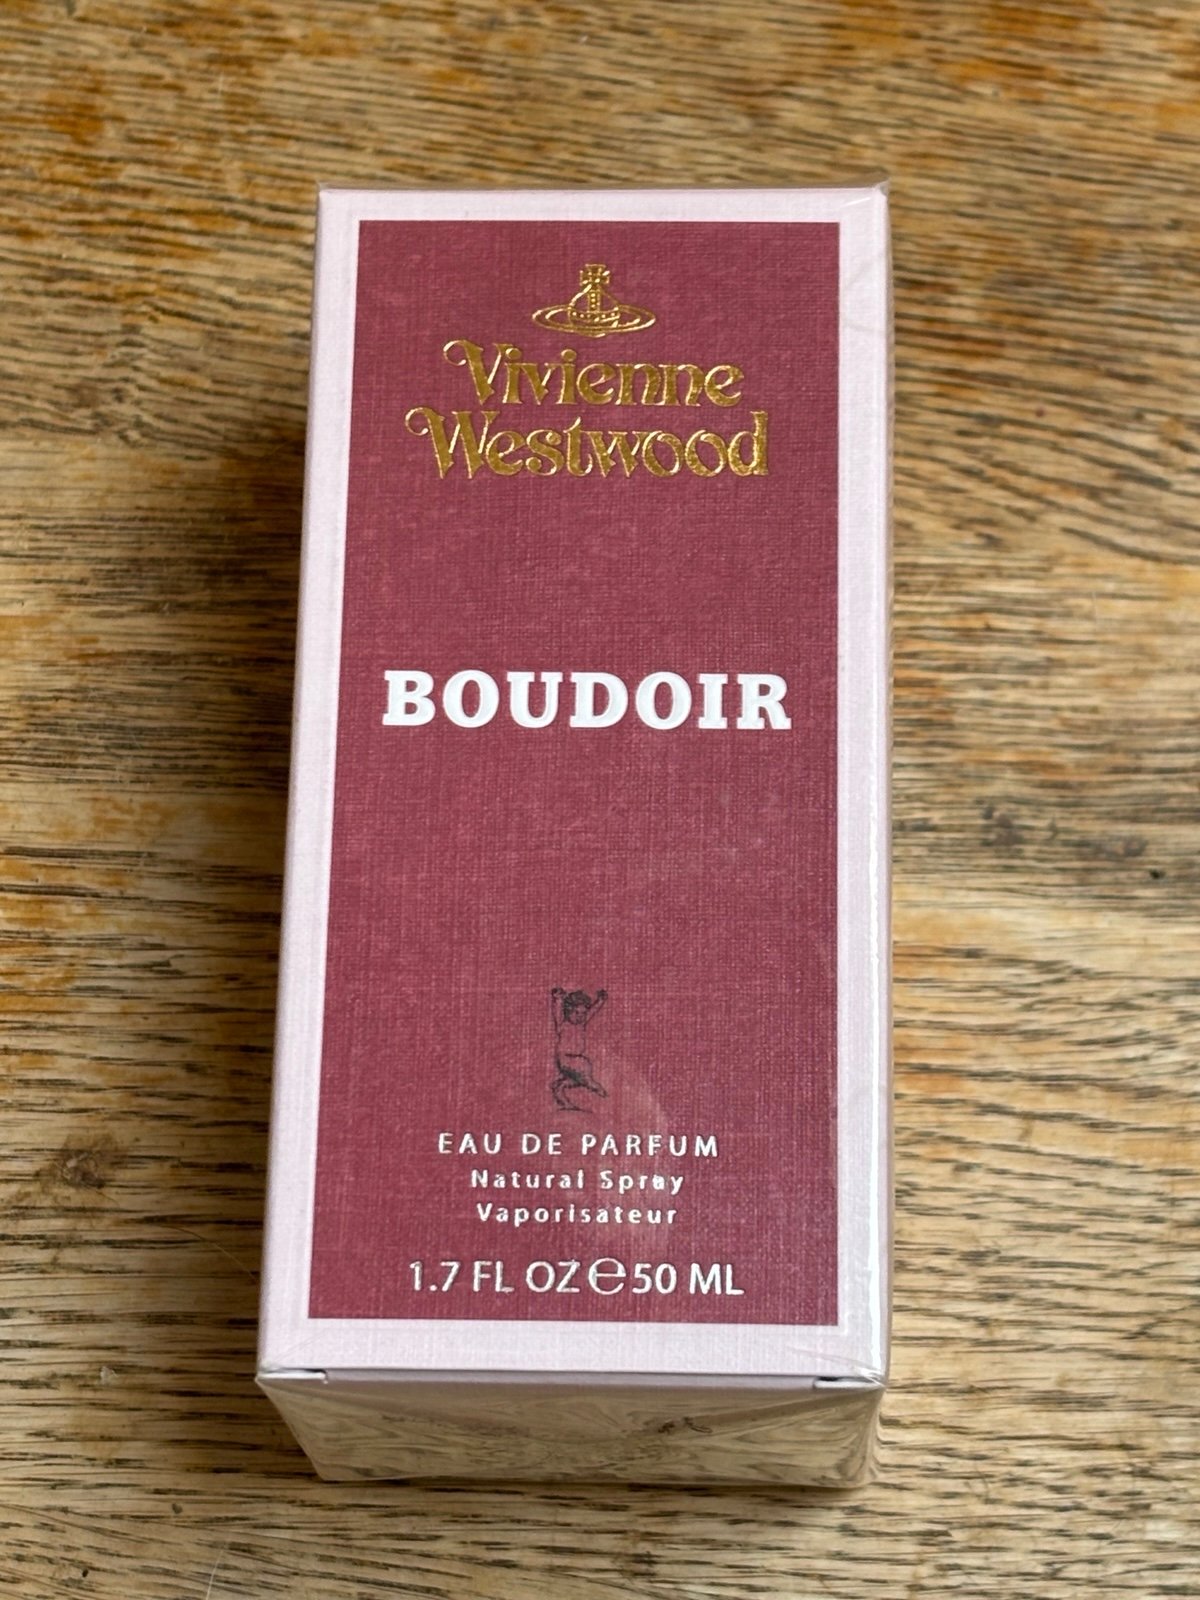 Vivienne
Westwood
BOUDOIR
EAU DE PARFUM
Natural Spray
Vaporisateur
1.7 FL OZ ℮ 50 ML